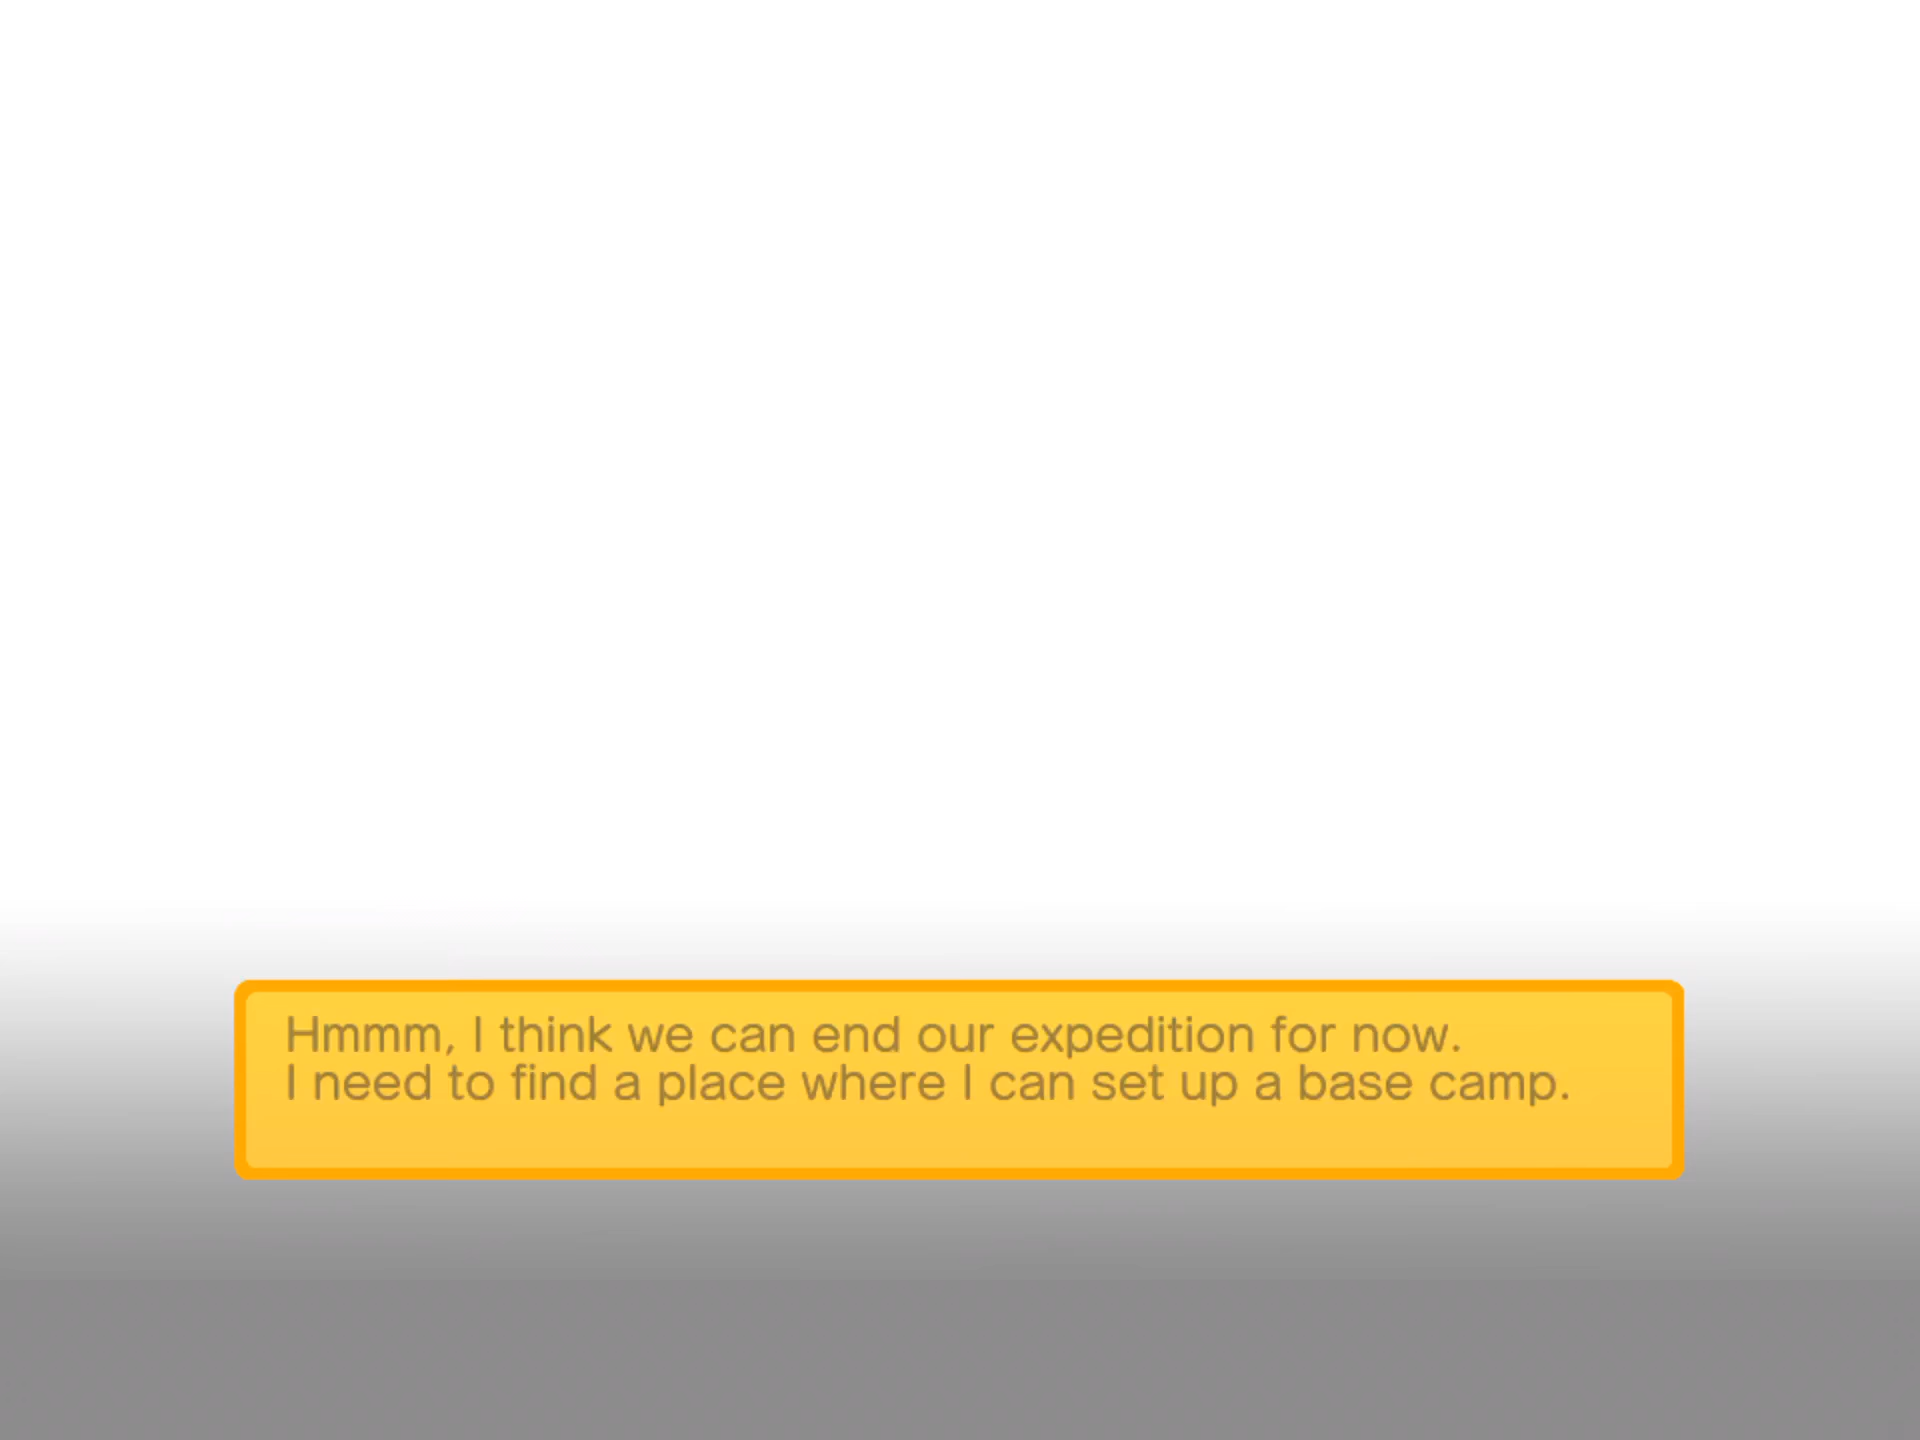 Hmmm, I think we can end our expedition for now.
I need to find a place where I can set up a base camp.